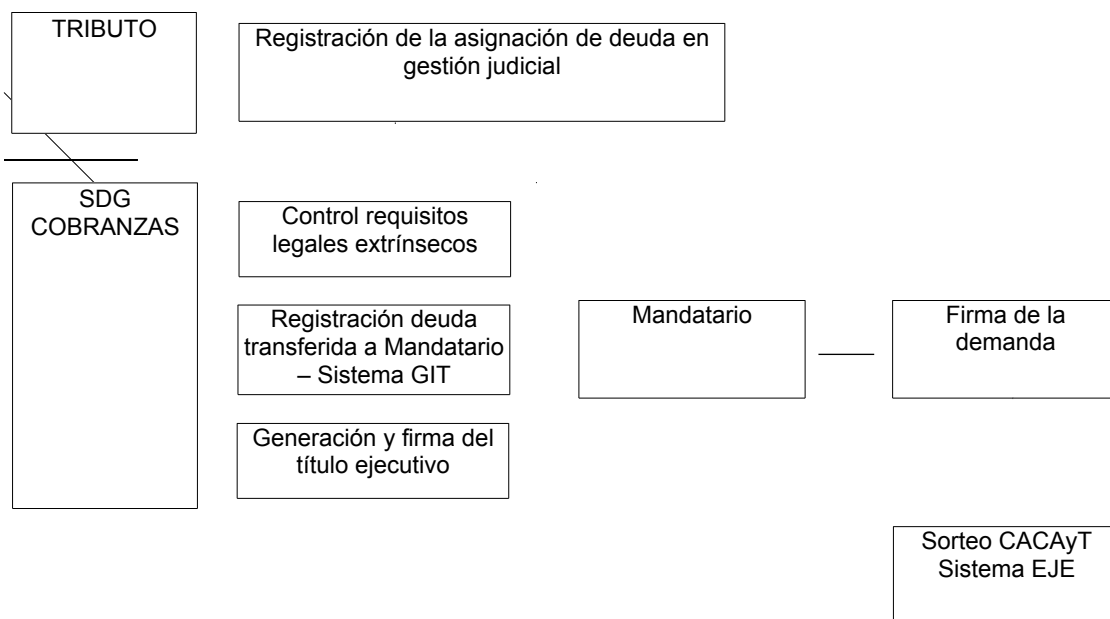 TRIBUTO
Registración de la asignación de deuda en
gestión judicial
SDG
COBRANZAS
Control requisitos
legales extrínsecos
Registración deuda
transferida a Mandatario
– Sistema GIT
Generación y firma del
título ejecutivo
Mandatario
Firma de la
demanda
Sorteo CACAyT
Sistema EJE